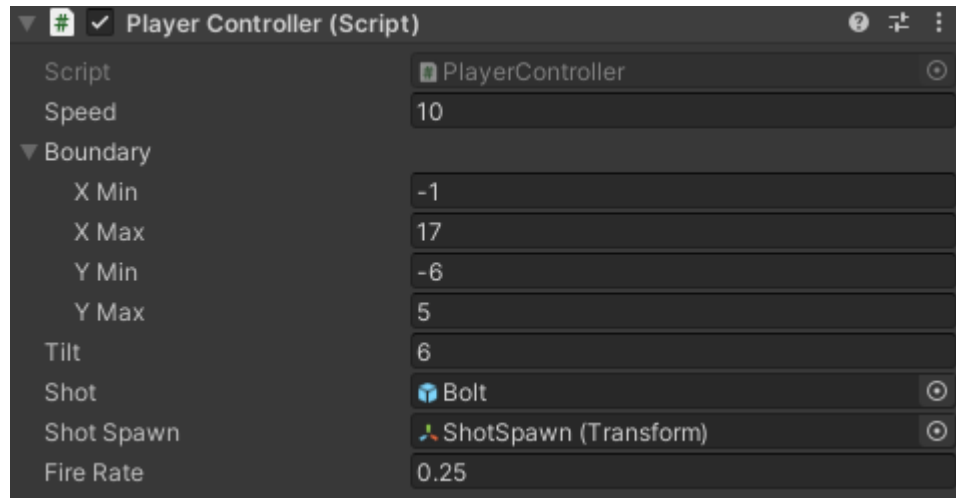 Player Controller (Script)
Script PlayerController
Speed 10
Boundary
X Min -1
X Max 17
Y Min -6
Y Max 5
Tilt 6
Shot Bolt
Shot Spawn ShotSpawn (Transform)
Fire Rate 0.25